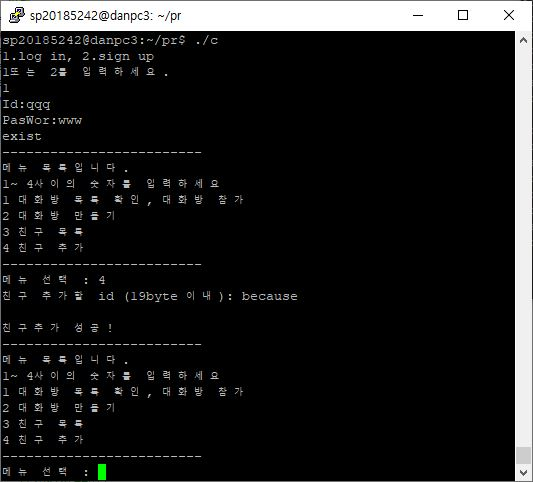 sp20185242@danpc3: ~/pr
sp20185242@danpc3:~/pr$ ./c
1.log in, 2.sign up
1또는 2를 입력하세요.
1
Id:qqq
PasWor:www
exist
-------------------------
메뉴 목록입니다.
1~ 4사이의 숫자를 입력하세요
1 대화방 목록 확인, 대화방 참가
2 대화방 만들기
3 친구 목록
4 친구 추가
-------------------------
메뉴 선택 : 4
친구 추가할 id (19byte 이내): because
친구추가 성공!
-------------------------
메뉴 목록입니다.
1~ 4사이의 숫자를 입력하세요
1 대화방 목록 확인, 대화방 참가
2 대화방 만들기
3 친구 목록
4 친구 추가
-------------------------
메뉴 선택 :